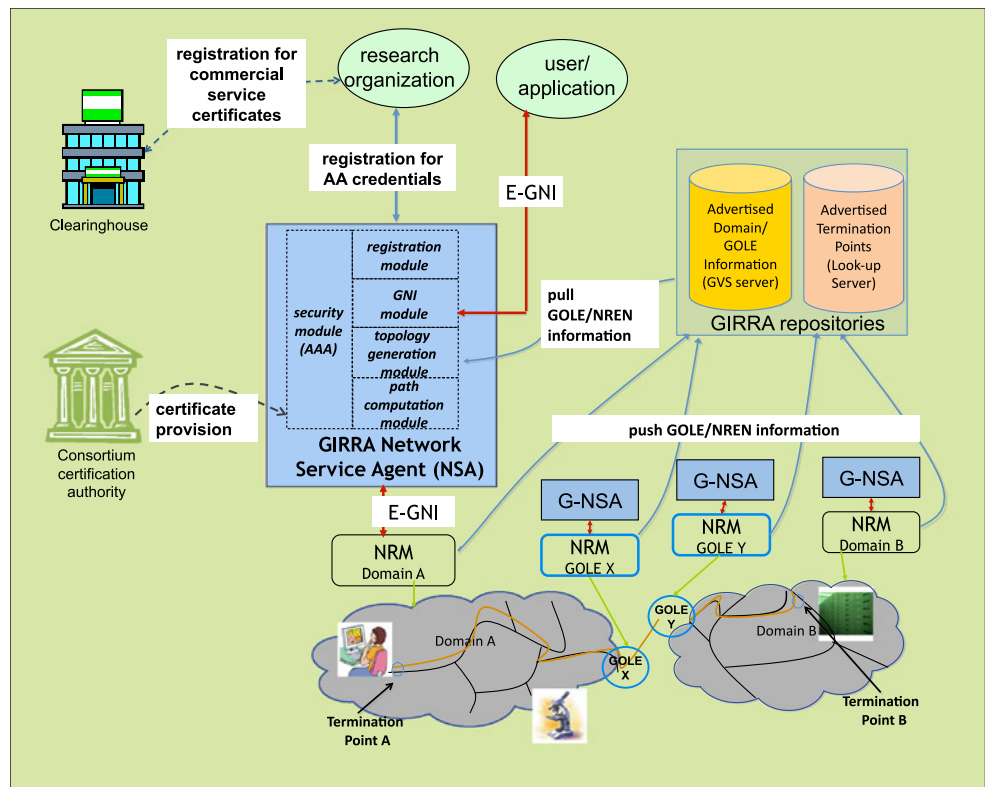 registration for
commercial
service
certificates
research
organization
user/
application
Clearinghouse
registration for
AA credentials
E-GNI
Advertised
Domain/
GOLE
Information
(GVS server)
Advertised
Termination
Points
(Look-up
Server)
GIRRA repositories
registration
module
GNI
module
security
module
(AAA)
topology
generation
module
path
computation
module
GIRRA Network
Service Agent (NSA)
pull
GOLE/NREN
information
Consortium
certification
authority
certificate
provision
push GOLE/NREN information
E-GNI
G-NSA
G-NSA
G-NSA
NRM
Domain A
NRM
GOLE X
NRM
GOLE Y
NRM
Domain B
Domain A
GOLE
X
GOLE
Y
Domain B
Termination
Point A
Termination
Point B